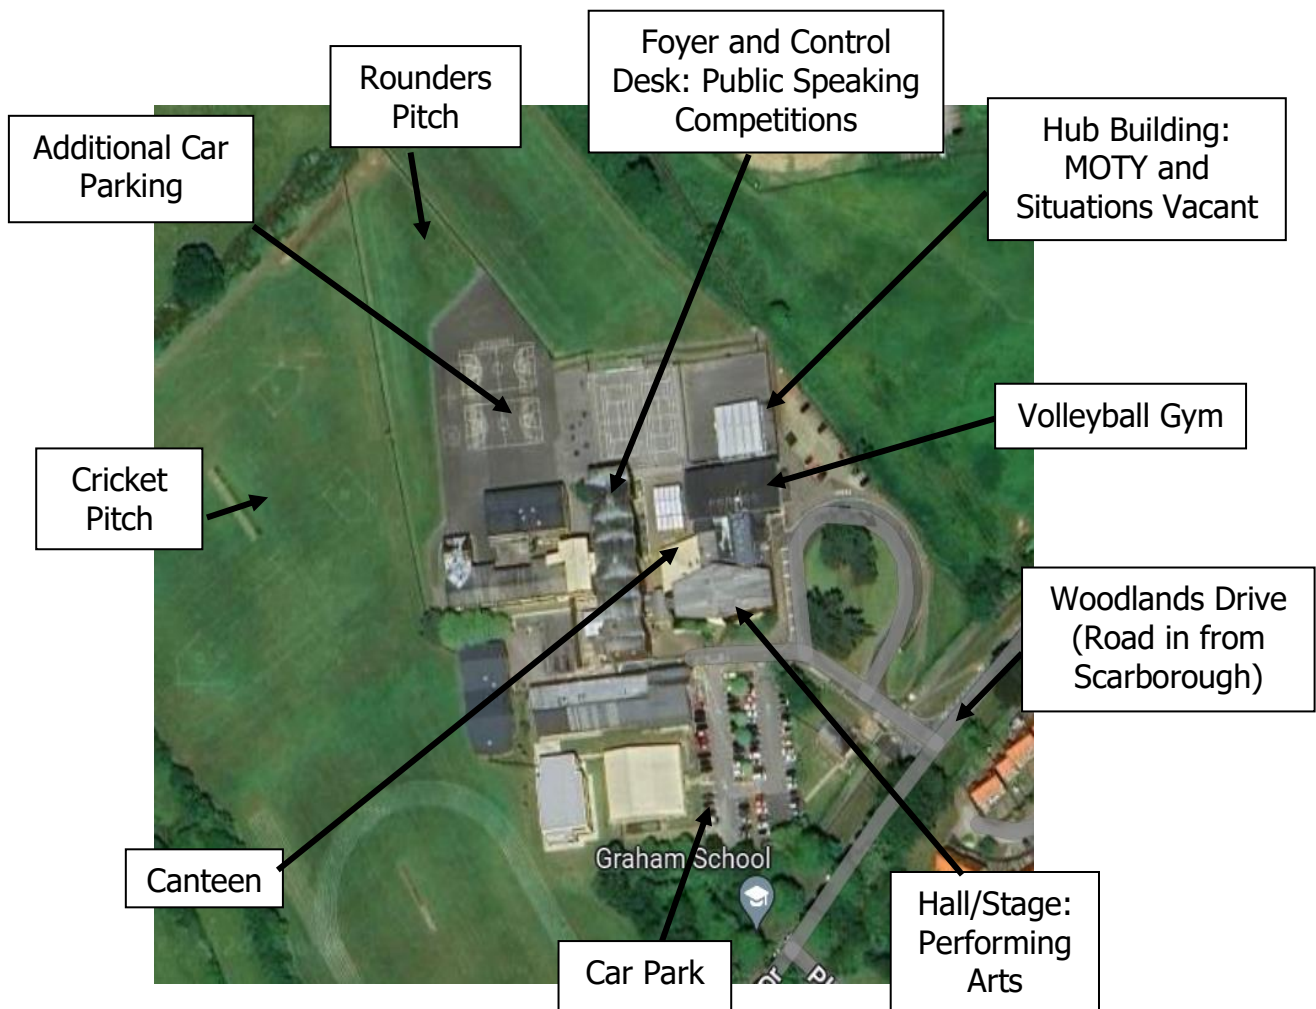 Foyer and Control
Desk: Public Speaking
Competitions
Rounders
Pitch
Hub Building:
MOTY and
Situations Vacant
Additional Car
Parking
Volleyball Gym
Cricket
Pitch
Woodlands Drive
(Road in from
Scarborough)
Graham School
Canteen
Hall/Stage:
Performing
Arts
Car Park